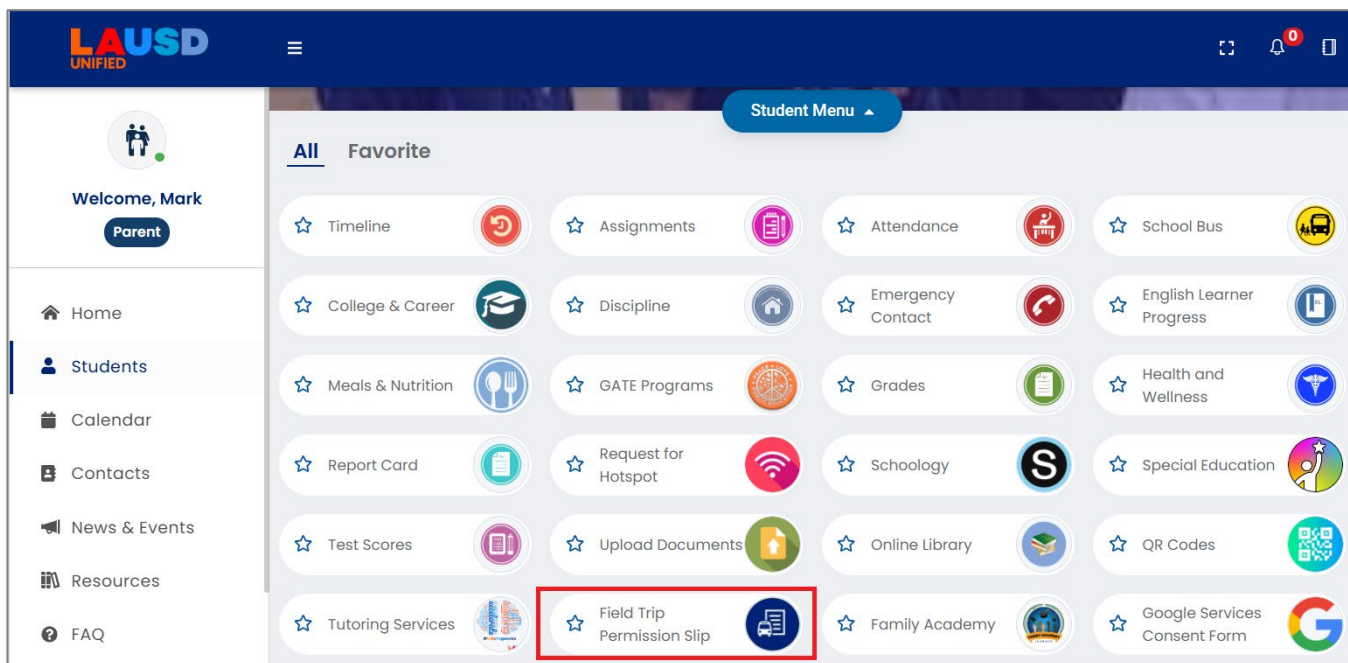 LAUSD
UNIFIED
0
Student Menu
All Favorite
Welcome, Mark
Parent
Home
Students
Calendar
Contacts
News & Events
Resources
FAQ
Timeline
Assignments
Attendance
School Bus
College & Career
Discipline
Emergency
Contact
English Learner
Progress
Meals & Nutrition
GATE Programs
Grades
Health and
Wellness
Report Card
Request for
Hotspot
Schoology
S
Special Education
Test Scores
Upload Documents
Online Library
QR Codes
Tutoring Services
Field Trip
Permission Slip
Family Academy
Google Services
Consent Form
G